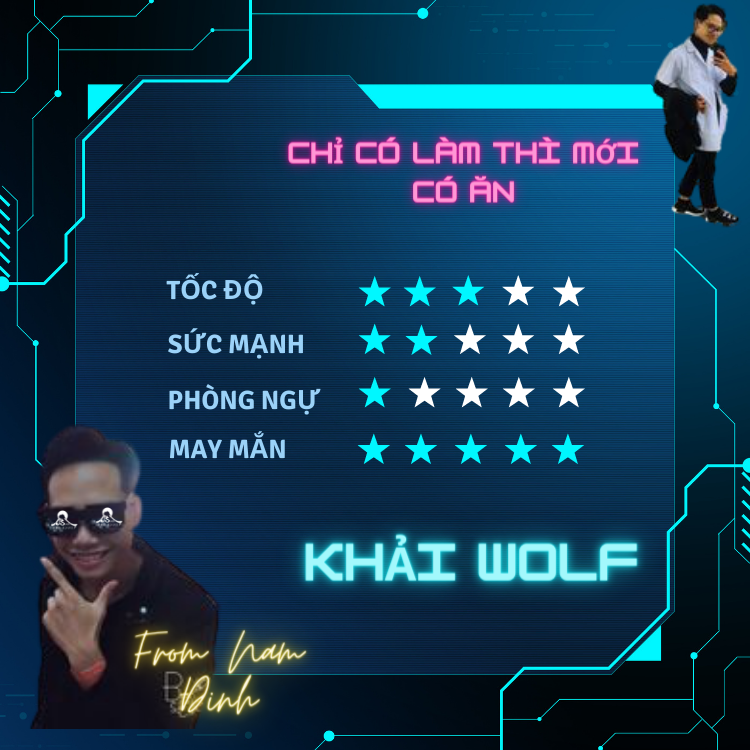 CHỈ CÓ LÀM THÌ MỚI
CÓ ĂN
TỐC ĐỘ
SỨC MẠNH
PHÒNG NGỰ
MAY MẮN
KHẢI WOLF
From Nam
Dinh